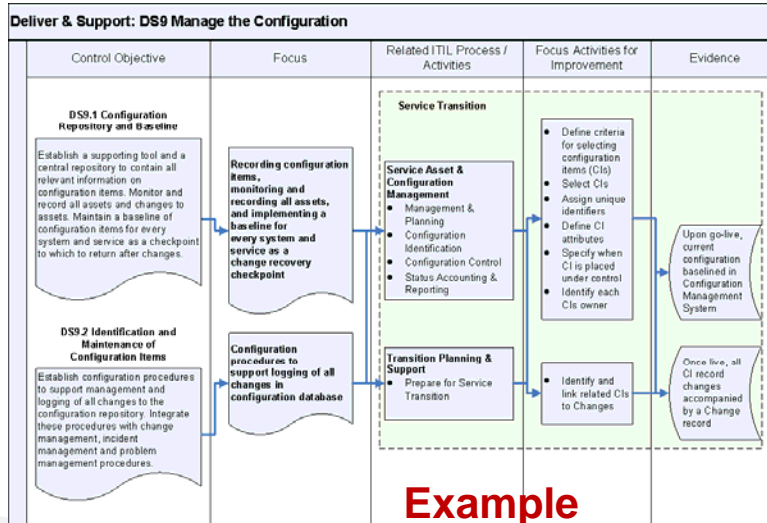 Deliver & Support: DS9 Manage the Configuration
Control Objective
Focus
Related ITIL Process /
Activities
Focus Activities for
Improvement
Evidence
DS9.1 Configuration
Repository and Baseline
Establish a supporting tool and a
central repository to contain all
relevant information on
configuration items. Monitor and
record all assets and changes to
assets. Maintain a baseline of
configuration items for every
system and service as a checkpoint
to which to return after changes.
Recording configuration
items,
monitoring and
recording all assets,
and implementing a
baseline for
every system and
service as a
change recovery
checkpoint
Service Transition
Service Asset &
Configuration
Management
• Management &
Planning
• Configuration
Identification
• Configuration Control
• Status Accounting &
Reporting
• Define criteria
for selecting
configuration
items (CIs)
• Select CIs
• Assign unique
identifiers
• Define CI
attributes
• Specify when
CI is placed
under control
• Identify each
CIs owner
Upon go-live,
current
configuration
baselined in
Configuration
Management
System
DS9.2 Identification and
Maintenance of
Configuration Items
Establish configuration procedures
to support management and
logging of all changes to the
configuration repository. Integrate
these procedures with change
management, incident
management and problem
management procedures.
Configuration
procedures to
support logging of all
changes in
configuration database
Transition Planning &
Support
• Prepare for Service
Transition
• Identify and
link related CIs
to Changes
Once live, all
CI record
changes
accompanied
by a Change
record
Example